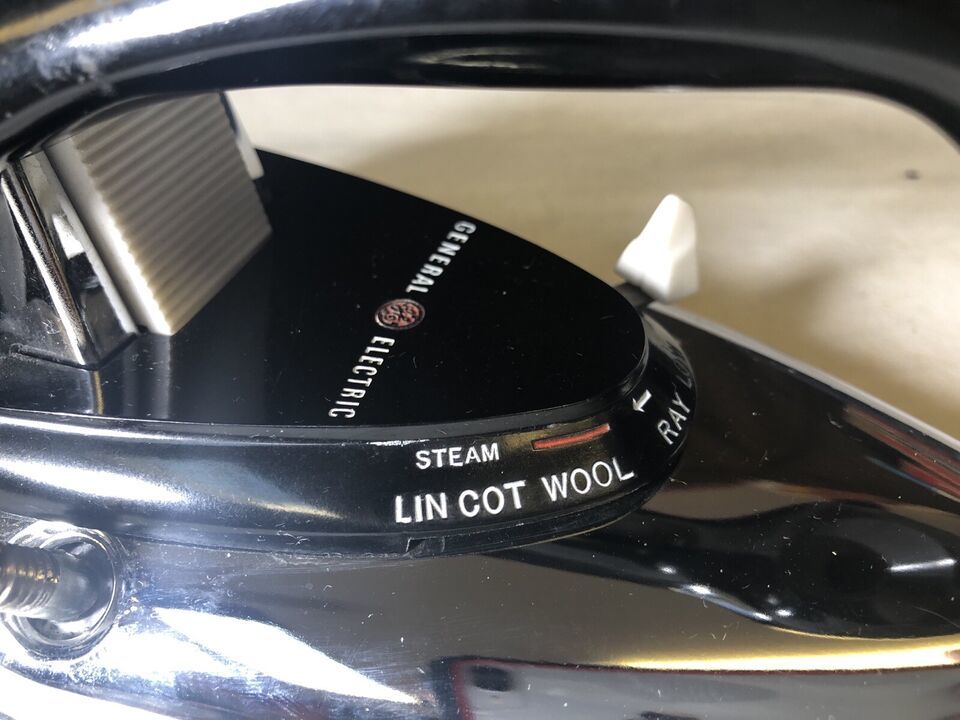 GENERAL ELECTRIC
STEAM
LIN COT WOOL
RAY